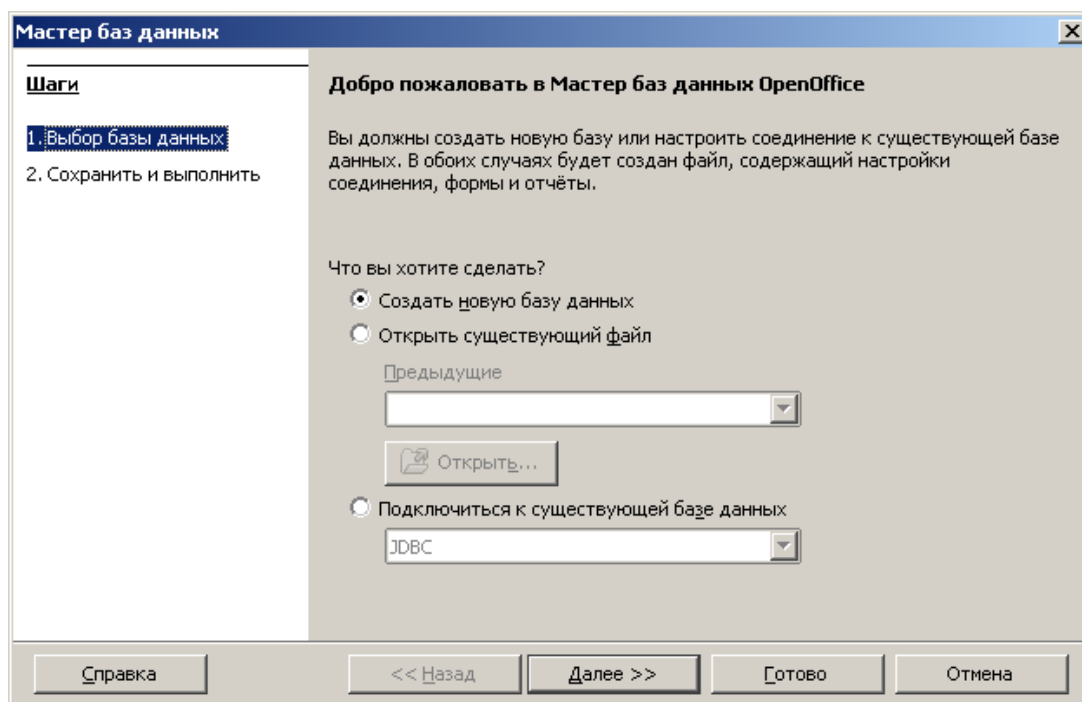 Мастер баз данных
Шаги
1. Выбор базы данных
2. Сохранить и выполнить
Добро пожаловать в Мастер баз данных OpenOffice
Вы должны создать новую базу или настроить соединение к существующей базе
данных. В обоих случаях будет создан файл, содержащий настройки
соединения, формы и отчёты.
Что вы хотите сделать?
Создать новую базу данных
Открыть существующий файл
Предыдущие
Открыть...
Подключиться к существующей базе данных
JDBC
Справка
<< Назад
Далее >>
Готово
Отмена